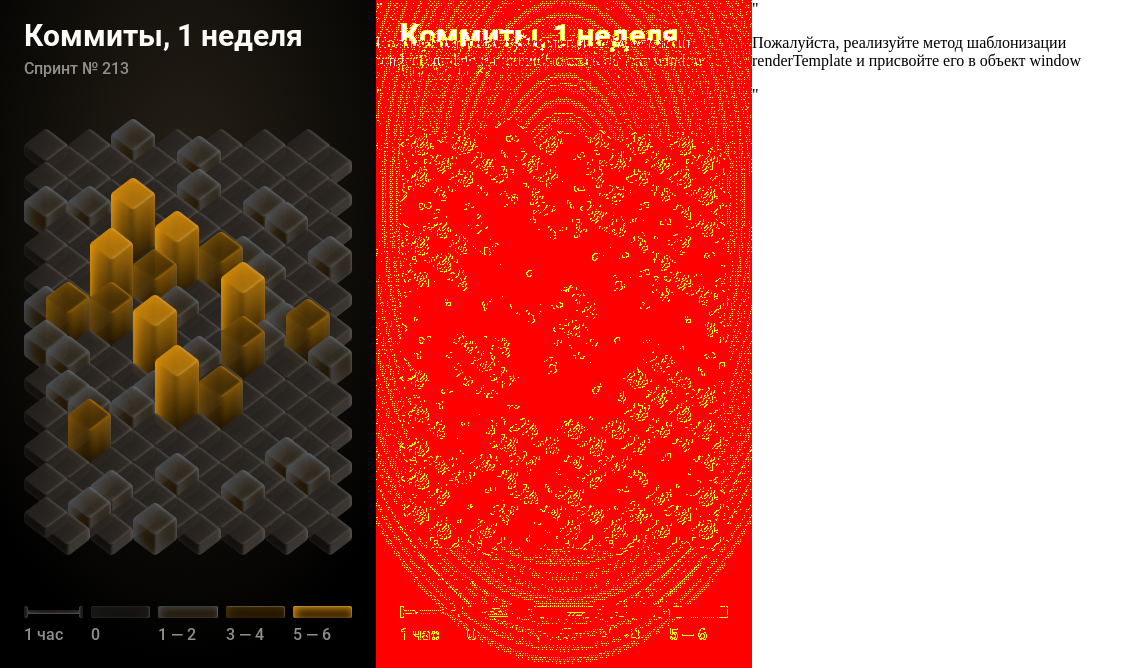 Коммиты, 1 неделя
Спринт № 213
1 час
0
1 – 2
3 – 4
5 – 6
Коммиты, 1 неделя
1 час
0
5 – 6
"
Пожалуйста, реализуйте метод шаблонизации
renderTemplate и присвойте его в объект window
"